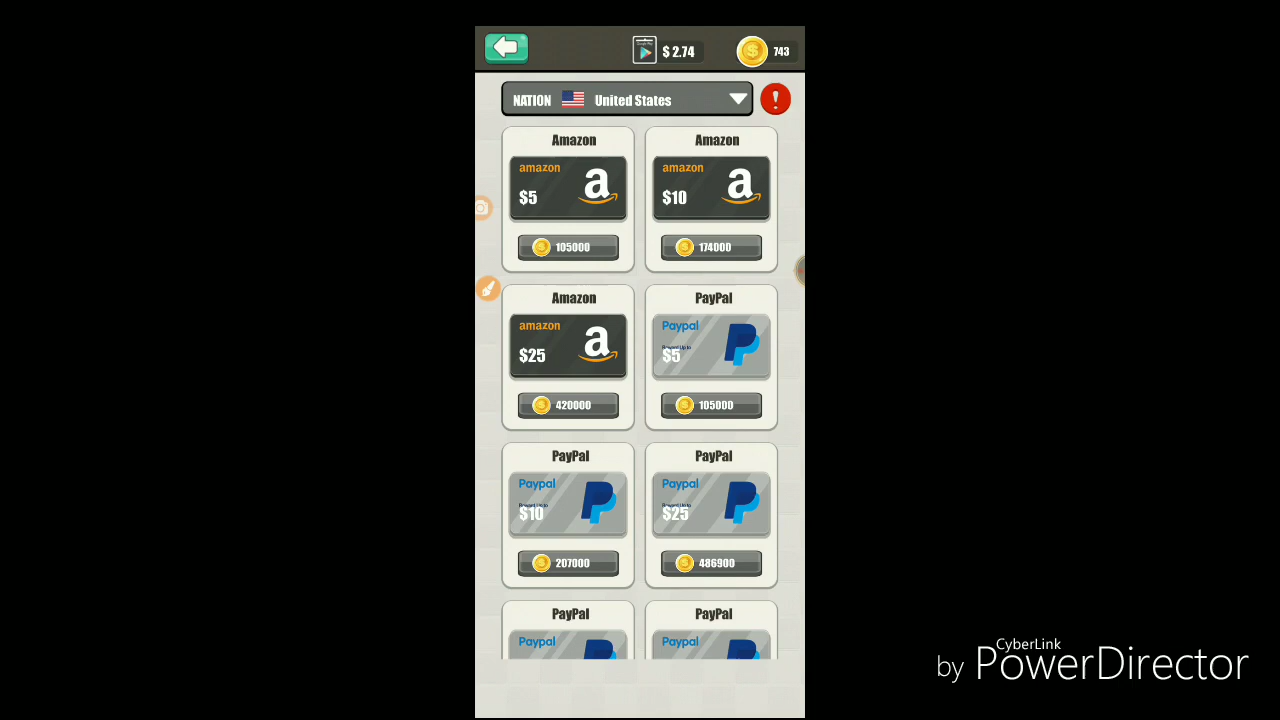 $ 2.74
743
NATION United States
Amazon Amazon
amazon amazon
$5 $10
105000 174000
Amazon PayPal
amazon Paypal
$25 $5
420000 105000
PayPal PayPal
Paypal Paypal
$10 $25
207000 486900
PayPal PayPal
Paypal Paypal
CyberLink
by PowerDirector